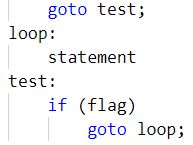 goto test;
loop:
    statement
test:
    if (flag)
        goto loop;